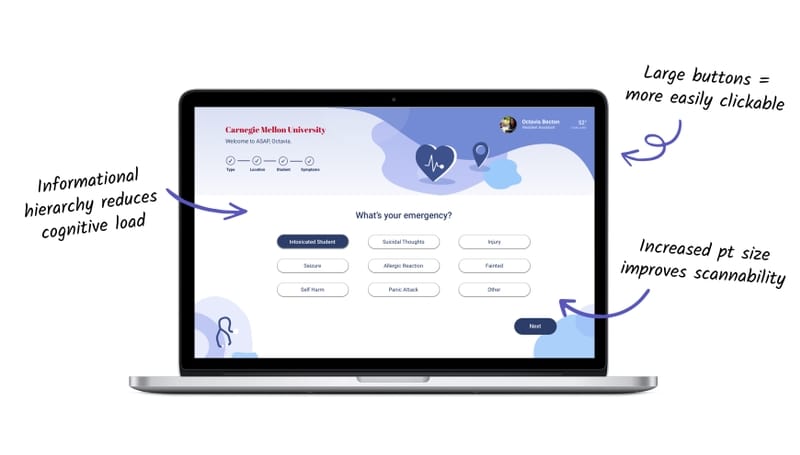 Large buttons =
more easily clickable
Informational
hierarchy reduces
cognitive load
Increased pt size
improves scannability
Carnegie Mellon University
Welcome to ASAP, Octavia.
Type Location Student Symptoms
Octavia Becton
Resident Assistant
52°
What's your emergency?
Intoxicated Student Suicidal Thoughts Injury
Seizure Allergic Reaction Fainted
Self Harm Panic Attack Other
Next